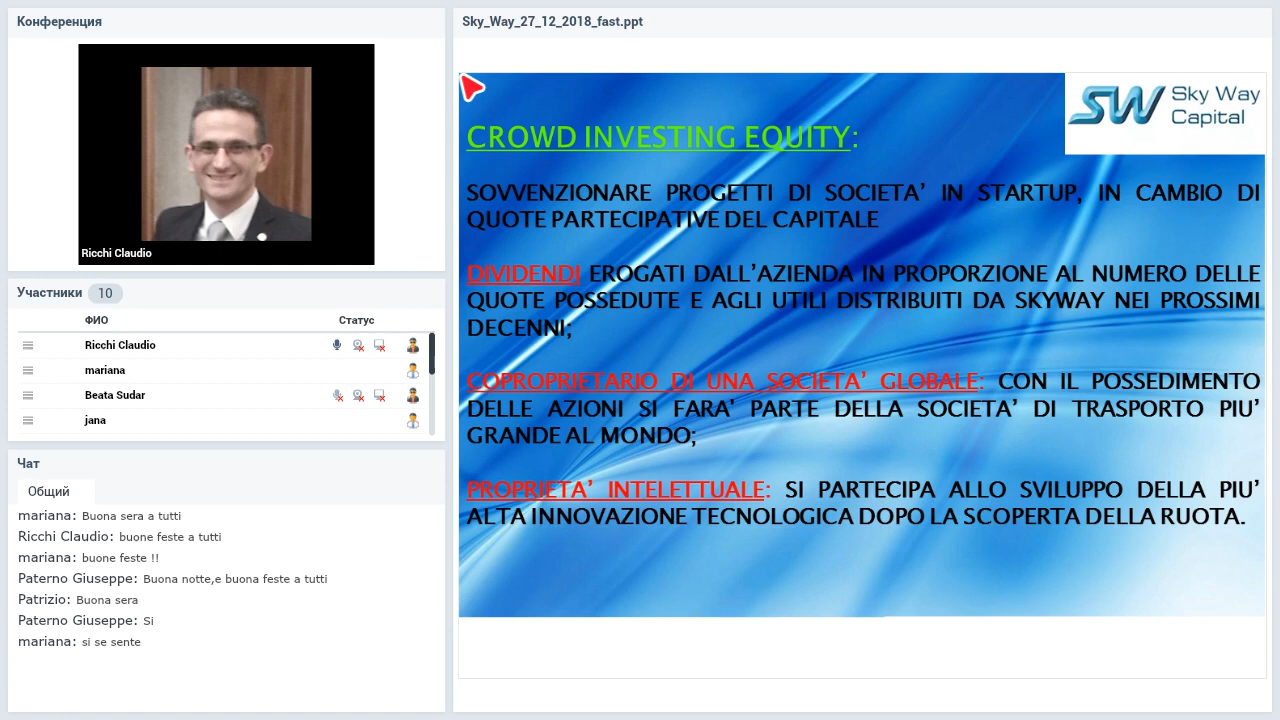 Конференция
Ricchi Claudio
Участники 10
ФИО Статус
Ricchi Claudio
mariana
Beata Sudar
jana
Чат
Общий
mariana: Buona sera a tutti
Ricchi Claudio: buone feste a tutti
mariana: buone feste !!
Paterno Giuseppe: Buona notte,e buona feste a tutti
Patrizio: Buona sera
Paterno Giuseppe: Si
mariana: si se sente
Sky_Way_27_12_2018_fast.ppt
SW Sky Way
Capital
CROWD INVESTING EQUITY:
SOVVENZIONARE PROGETTI DI SOCIETA’ IN STARTUP, IN CAMBIO DI
QUOTE PARTECIPATIVE DEL CAPITALE
DIVIDENDI EROGATI DALL’AZIENDA IN PROPORZIONE AL NUMERO DELLE
QUOTE POSSEDUTE E AGLI UTILI DISTRIBUITI DA SKYWAY NEI PROSSIMI
DECENNI;
COPROPRIETARIO DI UNA SOCIETA’ GLOBALE: CON IL POSSEDIMENTO
DELLE AZIONI SI FARA' PARTE DELLA SOCIETA’ DI TRASPORTO PIU’
GRANDE AL MONDO;
PROPRIETA’ INTELETTUALE: SI PARTECIPA ALLO SVILUPPO DELLA PIU’
ALTA INNOVAZIONE TECNOLOGICA DOPO LA SCOPERTA DELLA RUOTA.